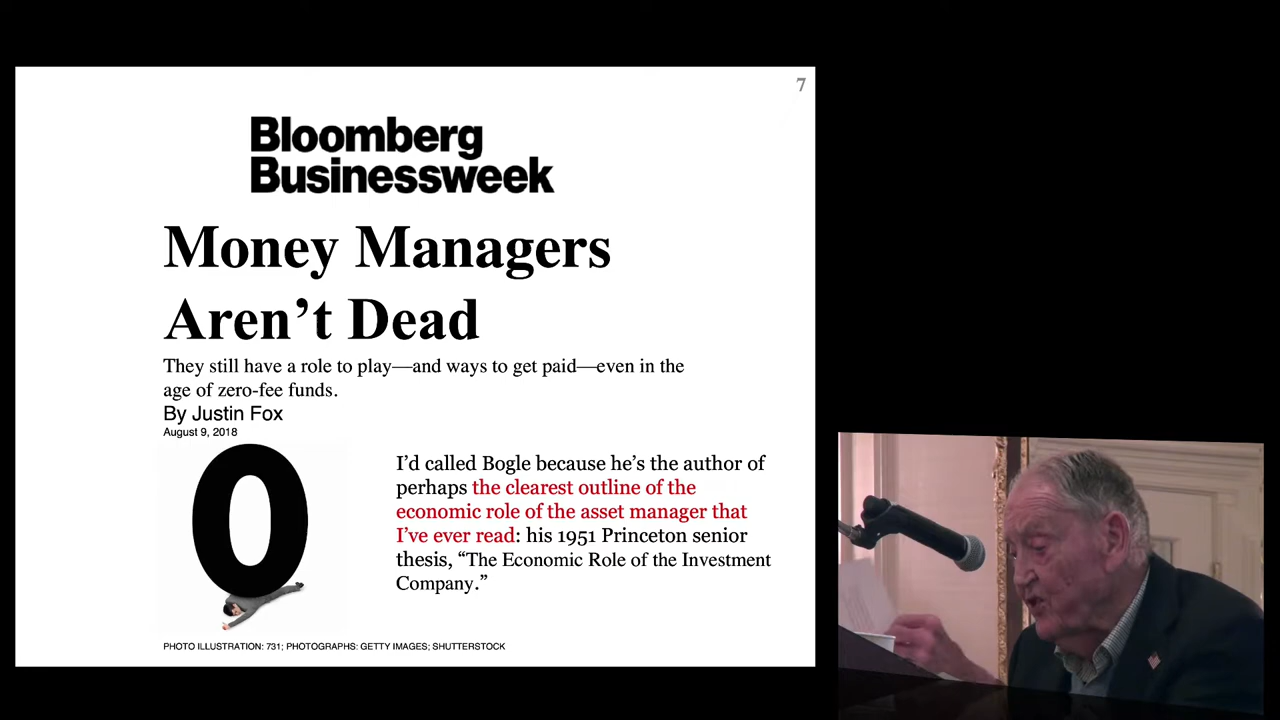 7
Bloomberg
Businessweek
Money Managers
Aren’t Dead
They still have a role to play—and ways to get paid—even in the
age of zero-fee funds.
By Justin Fox
August 9, 2018
0
I’d called Bogle because he’s the author of
perhaps the clearest outline of the
economic role of the asset manager that
I’ve ever read: his 1951 Princeton senior
thesis, “The Economic Role of the Investment
Company.”
PHOTO ILLUSTRATION: 731; PHOTOGRAPHS: GETTY IMAGES; SHUTTERSTOCK